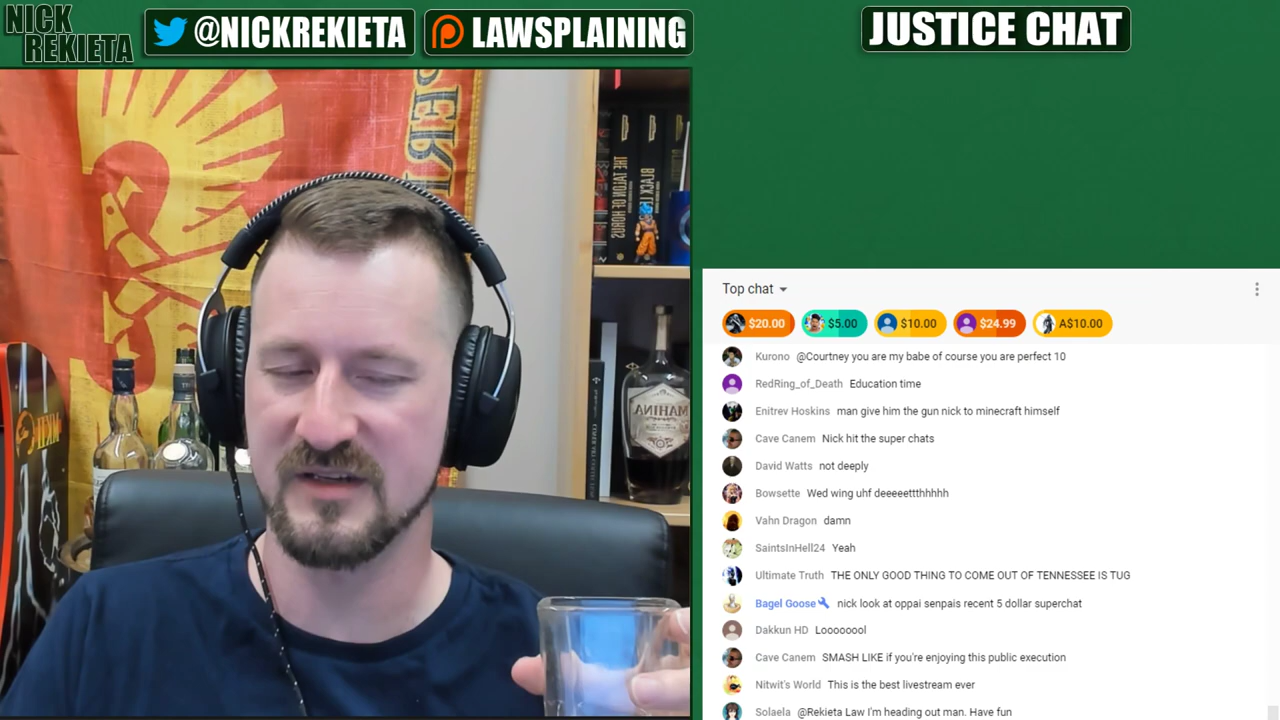 NICK
REKIETA
@NICKREKIETA
LAWSPLAINING
JUSTICE CHAT
THE TALON OF HORUS
MAHINA
Top chat
$20.00
$5.00
$10.00
$24.99
A$10.00
Kurono @Courtney you are my babe of course you are perfect 10
RedRing_of_Death Education time
Enitrev Hoskins man give him the gun nick to minecraft himself
Cave Canem Nick hit the super chats
David Watts not deeply
Bowsette Wed wing uhf deeeeettthhhhh
Vahn Dragon damn
SaintsInHell24 Yeah
Ultimate Truth THE ONLY GOOD THING TO COME OUT OF TENNESSEE IS TUG
Bagel Goose nick look at oppai senpais recent 5 dollar superchat
Dakkun HD Loooooool
Cave Canem SMASH LIKE if you're enjoying this public execution
Nitwit's World This is the best livestream ever
Solaela @Rekieta Law I'm heading out man. Have fun